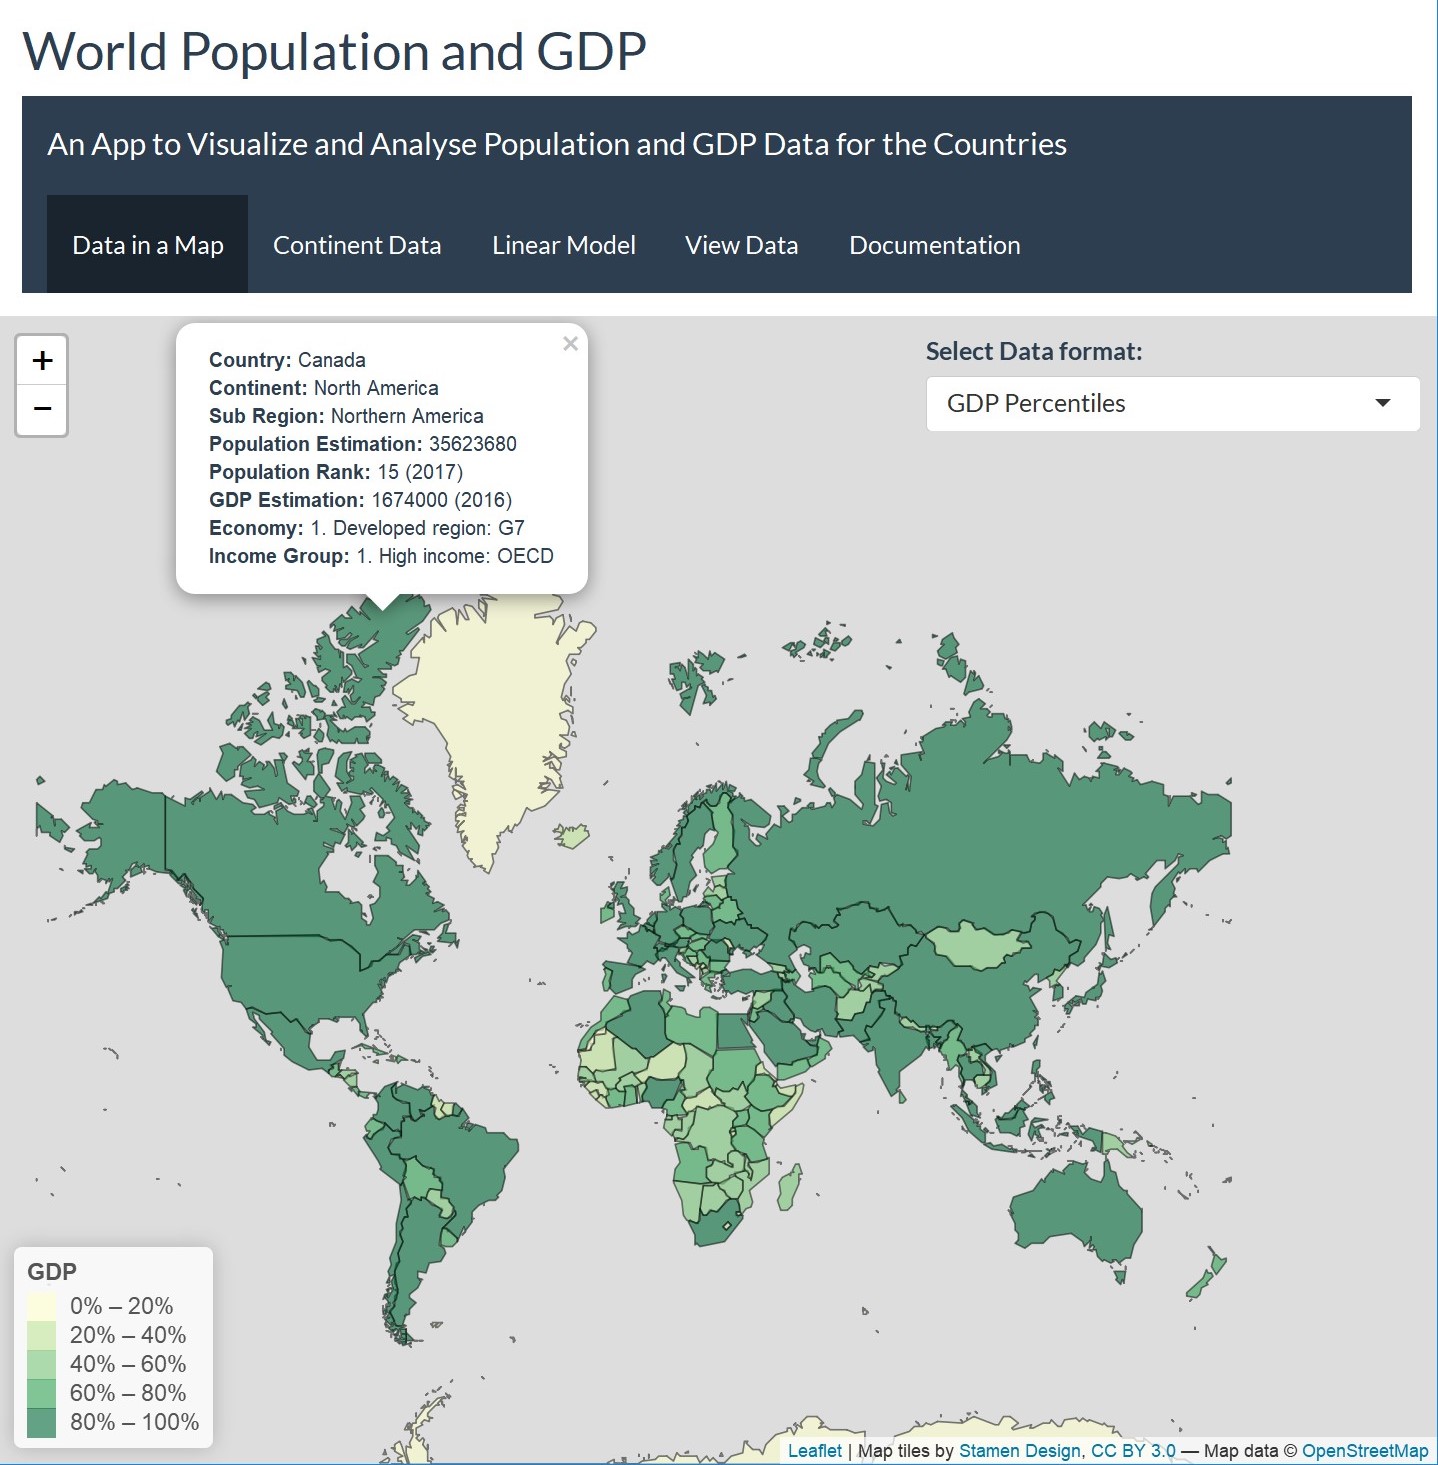 World Population and GDP
An App to Visualize and Analyse Population and GDP Data for the Countries
Data in a Map
Continent Data
Linear Model
View Data
Documentation
+
−
Country: Canada
Continent: North America
Sub Region: Northern America
Population Estimation: 35623680
Population Rank: 15 (2017)
GDP Estimation: 1674000 (2016)
Economy: 1. Developed region: G7
Income Group: 1. High income: OECD
×
Select Data format:
GDP Percentiles
GDP
0% – 20%
20% – 40%
40% – 60%
60% – 80%
80% – 100%
Leaflet | Map tiles by Stamen Design, CC BY 3.0 — Map data © OpenStreetMap